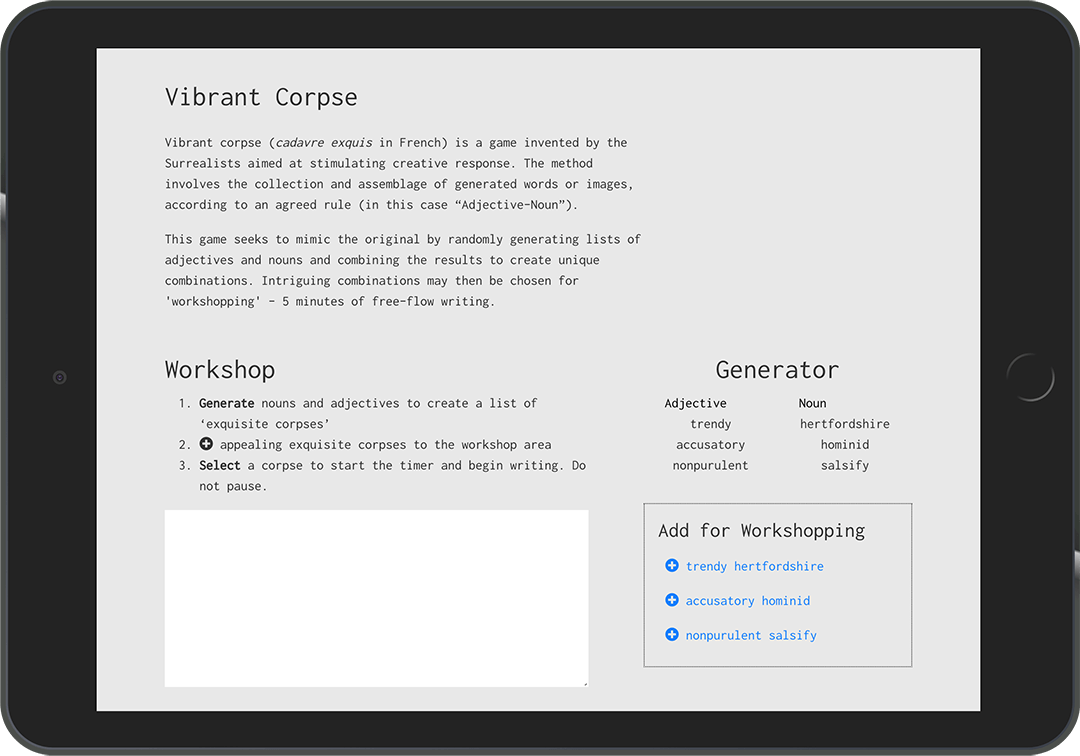 Vibrant Corpse
Vibrant corpse (cadavre exquis in French) is a game invented by the
Surrealists aimed at stimulating creative response. The method
involves the collection and assemblage of generated words or images,
according to an agreed rule (in this case “Adjective-Noun”).
This game seeks to mimic the original by randomly generating lists of
adjectives and nouns and combining the results to create unique
combinations. Intriguing combinations may then be chosen for
'workshopping' - 5 minutes of free-flow writing.
Workshop
1. Generate nouns and adjectives to create a list of
‘exquisite corpses’
2. appealing exquisite corpses to the workshop area
3. Select a corpse to start the timer and begin writing. Do
not pause.
Generator
Adjective Noun
trendy hertfordshire
accusatory hominid
nonpurulent salsify
Add for Workshopping
trendy hertfordshire
accusatory hominid
nonpurulent salsify